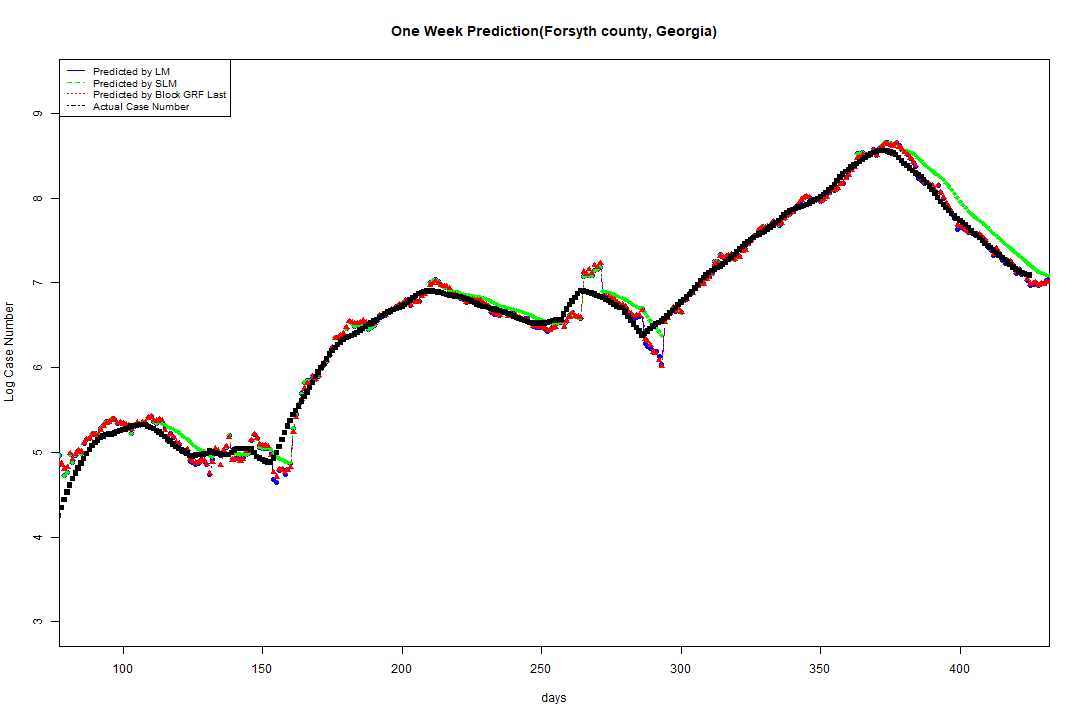 One Week Prediction(Forsyth county, Georgia)
Predicted by LM
Predicted by SLM
Predicted by Block GRF Last
Actual Case Number
9
8
7
6
5
4
3
Log Case Number
100 150 200 250 300 350 400
days